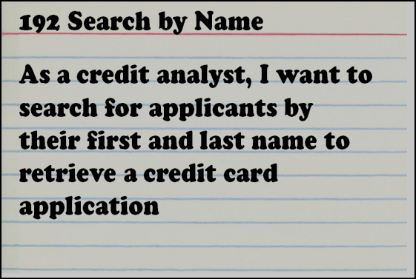 192 Search by Name
As a credit analyst, I want to
search for applicants by
their first and last name to
retrieve a credit card
application